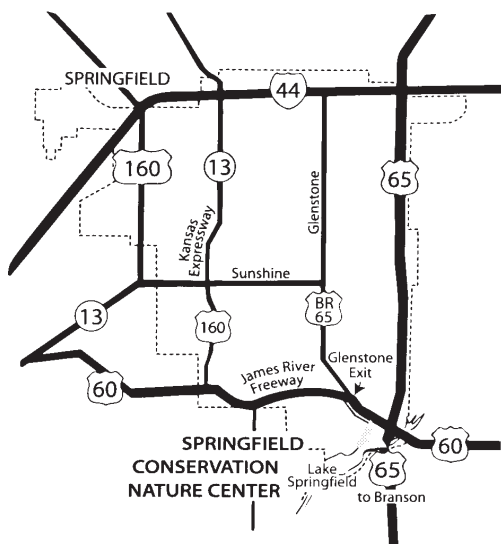 SPRINGFIELD
44
160
13
65
Kansas
Expressway
Glenstone
Sunshine
13
160
BR
65
Glenstone
Exit
James River
Freeway
60
SPRINGFIELD
CONSERVATION
NATURE CENTER
Lake
Springfield
60
65
to Branson